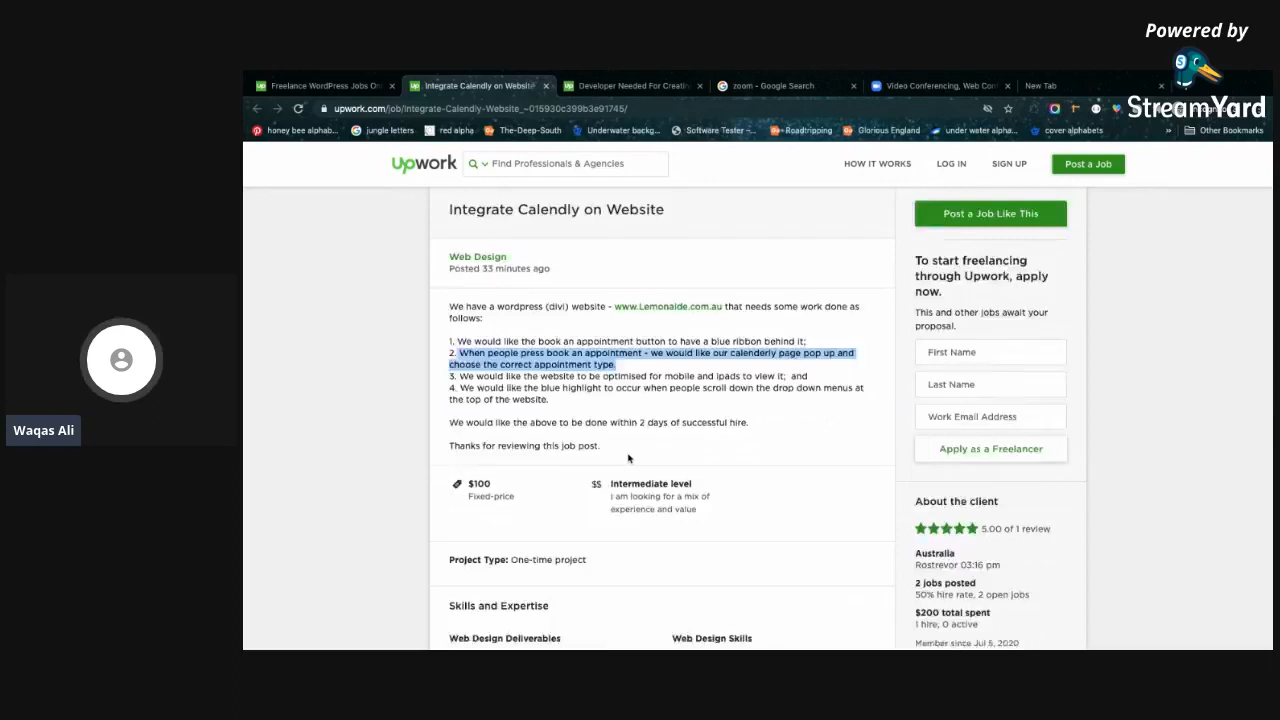 Powered by
StreamYard
Freelance WordPress Jobs On
Integrate Calendly on Website
Developer Needed For Creatin
zoom - Google Search
Video Conferencing, Web Con
New Tab
upwork.com/job/Integrate-Calendly-Website_~015930c399b3e91745/
honey bee alphab...
jungle letters
red alpha
The-Deep-South
Underwater backg...
Software Tester -...
Roadtripping
Glorious England
under water alpha...
cover alphabets
»
Other Bookmarks
upwork
Find Professionals & Agencies
HOW IT WORKS
LOG IN
SIGN UP
Post a Job
Integrate Calendly on Website
Web Design
Posted 33 minutes ago
We have a wordpress (divi) website - www.Lemonaide.com.au that needs some work done as
follows:
1. We would like the book an appointment button to have a blue ribbon behind it;
2. When people press book an appointment - we would like our calenderly page pop up and
choose the correct appointment type.
3. We would like the website to be optimised for mobile and ipads to view it; and
4. We would like the blue highlight to occur when people scroll down the drop down menus at
the top of the website.
We would like the above to be done within 2 days of successful hire.
Thanks for reviewing this job post.
$100
Fixed-price
$$
Intermediate level
I am looking for a mix of
experience and value
Project Type: One-time project
Skills and Expertise
Web Design Deliverables
Web Design Skills
Post a Job Like This
To start freelancing
through Upwork, apply
now.
This and other jobs await your
proposal.
First Name
Last Name
Work Email Address
Apply as a Freelancer
About the client
5.00 of 1 review
Australia
Rostrevor 03:16 pm
2 jobs posted
50% hire rate, 2 open jobs
$200 total spent
1 hire, 0 active
Member since Jul 5, 2020
Waqas Ali